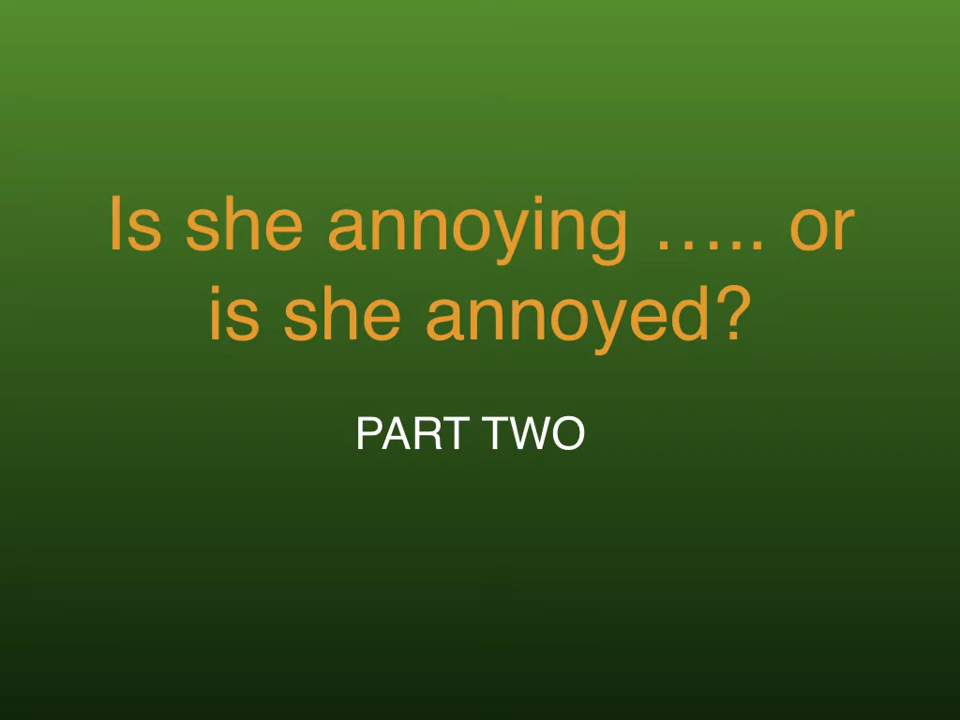 Is she annoying ….. or
is she annoyed?
PART TWO